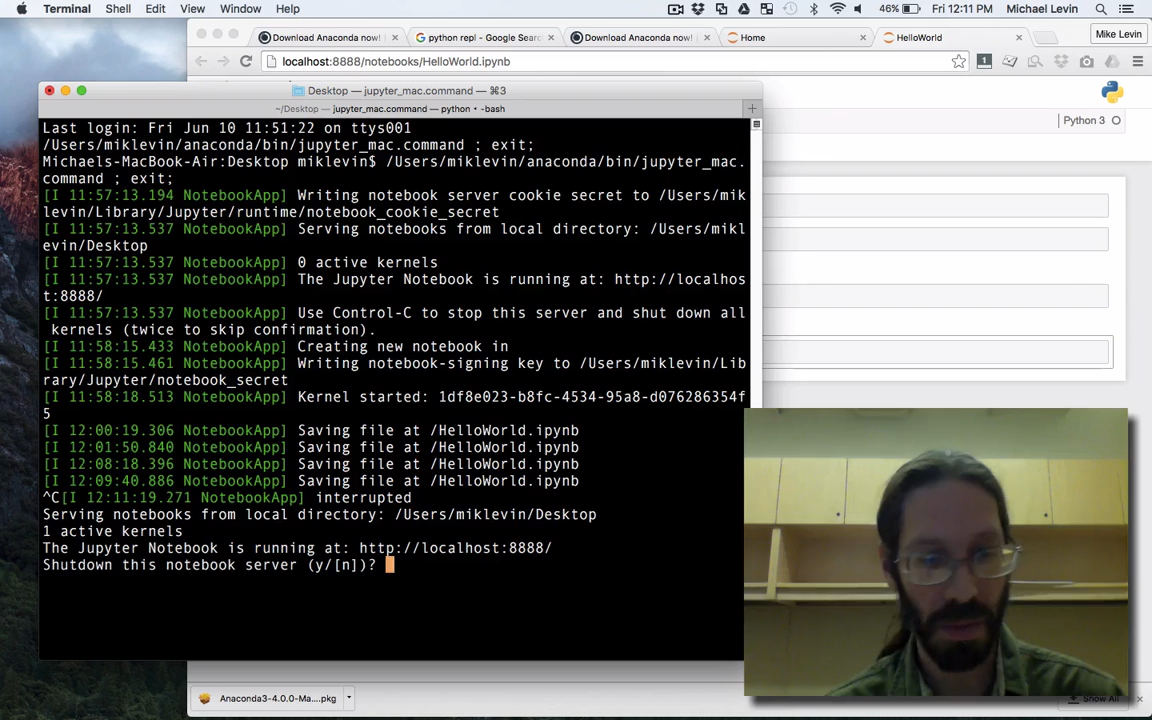 Terminal Shell Edit View Window Help 46% Fri 12:11 PM Michael Levin
Download Anaconda now! python repl - Google Sear Download Anaconda now! Home HelloWorld Mike Levin
localhost:8888/notebooks/HelloWorld.ipynb 1
Desktop — jupyter_mac.command — ⌘3
~/Desktop — jupyter_mac.command — python • -bash
Python 3
Last login: Fri Jun 10 11:51:22 on ttys001
/Users/miklevin/anaconda/bin/jupyter_mac.command ; exit;
Michaels-MacBook-Air:Desktop miklevin$ /Users/miklevin/anaconda/bin/jupyter_mac.
command ; exit;
[I 11:57:13.194 NotebookApp] Writing notebook server cookie secret to /Users/mik
levin/Library/Jupyter/runtime/notebook_cookie_secret
[I 11:57:13.537 NotebookApp] Serving notebooks from local directory: /Users/mikl
evin/Desktop
[I 11:57:13.537 NotebookApp] 0 active kernels
[I 11:57:13.537 NotebookApp] The Jupyter Notebook is running at: http://localhos
t:8888/
[I 11:57:13.537 NotebookApp] Use Control-C to stop this server and shut down all
kernels (twice to skip confirmation).
[I 11:58:15.433 NotebookApp] Creating new notebook in
[I 11:58:15.461 NotebookApp] Writing notebook-signing key to /Users/miklevin/Lib
rary/Jupyter/notebook_secret
[I 11:58:18.513 NotebookApp] Kernel started: 1df8e023-b8fc-4534-95a8-d076286354f
5
[I 12:00:19.306 NotebookApp] Saving file at /HelloWorld.ipynb
[I 12:01:50.840 NotebookApp] Saving file at /HelloWorld.ipynb
[I 12:08:18.396 NotebookApp] Saving file at /HelloWorld.ipynb
[I 12:09:40.886 NotebookApp] Saving file at /HelloWorld.ipynb
^C[I 12:11:19.271 NotebookApp] interrupted
Serving notebooks from local directory: /Users/miklevin/Desktop
1 active kernels
The Jupyter Notebook is running at: http://localhost:8888/
Shutdown this notebook server (y/[n])?
Anaconda3-4.0.0-Ma....pkg Show All